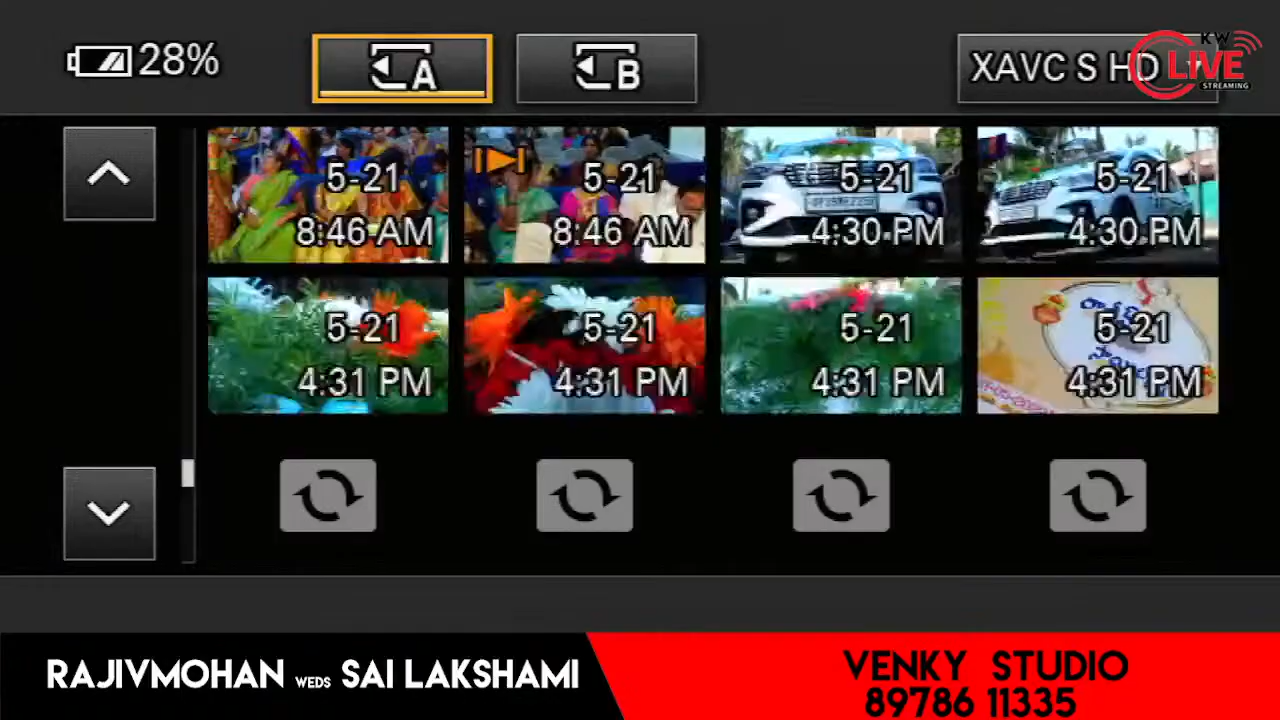 28%
A
B
XAVC S HD
KW
LIVE
STREAMING
5-21
8:46 AM
5-21
8:46 AM
5-21
4:30 PM
5-21
4:30 PM
5-21
4:31 PM
5-21
4:31 PM
5-21
4:31 PM
5-21
4:31 PM
RAJIVMOHAN WEDS SAI LAKSHAMI
VENKY STUDIO
89786 11335